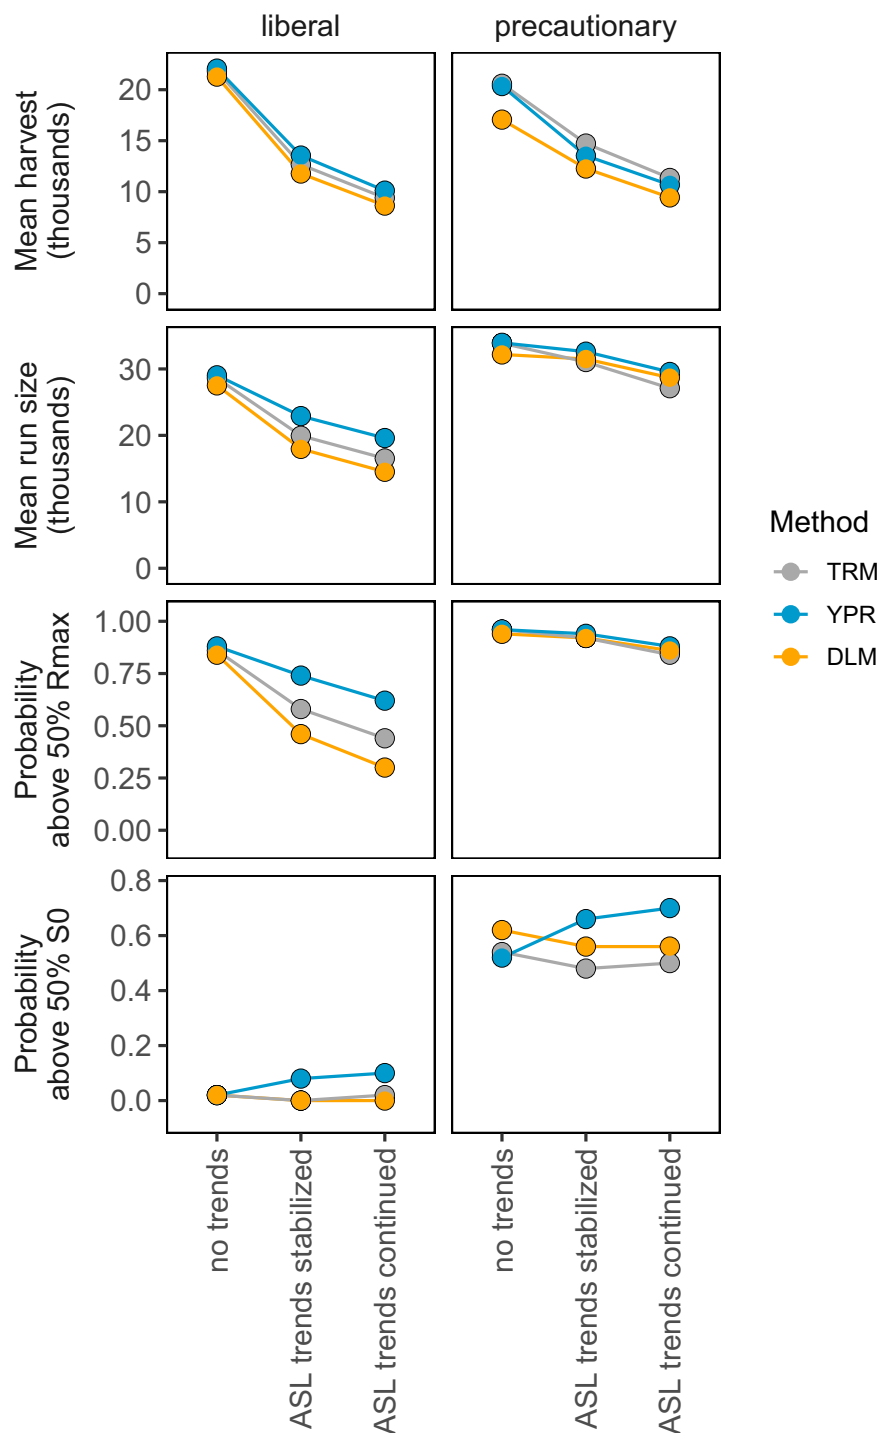 liberal
precautionary
Mean harvest
(thousands)
20
15
10
5
0
Mean run size
(thousands)
30
20
10
0
Probability
above 50% Rmax
1.00
0.75
0.50
0.25
0.00
Probability
above 50% S0
0.8
0.6
0.4
0.2
0.0
no trends
ASL trends stabilized
ASL trends continued
no trends
ASL trends stabilized
ASL trends continued
Method
TRM
YPR
DLM